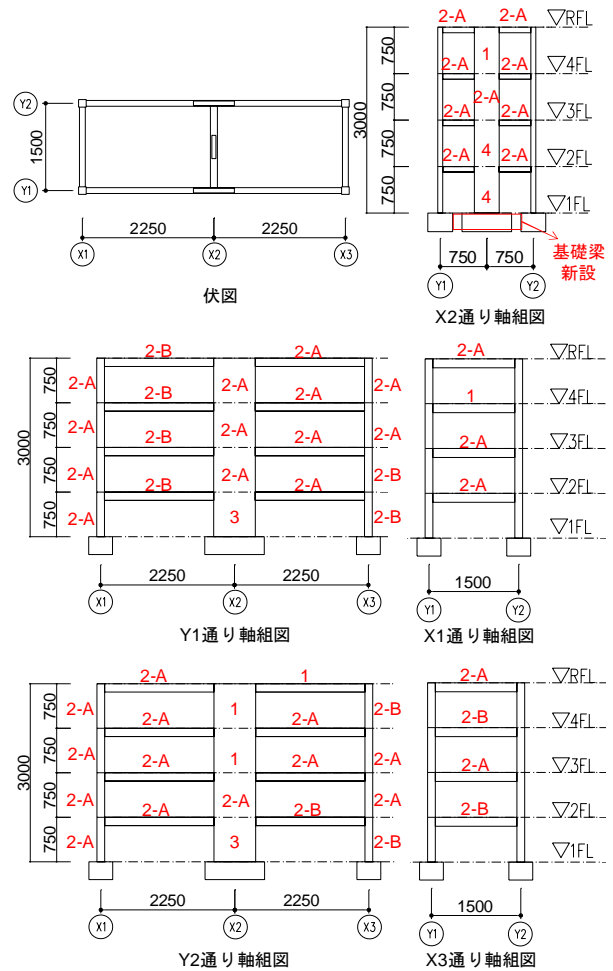 Y2
1500
Y1
2250 2250
X1 X2 X3
伏図
2-A 2-A ▽RFL
750 2-A 1 2-A ▽4FL
750 2-A ▽3FL
3000
750 2-A 2-A ▽2FL
2-A 4 2-A
750 4 ▽1FL
750 750
基礎梁
新設
Y1 Y2
X2通り軸組図
2-B 2-A
750 2-A 2-B 2-A 2-A 2-A
750 2-A 2-B 2-A 2-A 2-A
3000
750 2-A 2-B 2-A 2-A 2-B
750 2-A 3 2-B
2250 2250
X1 X2 X3
Y1通り軸組図
2-A ▽RFL
1 ▽4FL
2-A ▽3FL
2-A ▽2FL
▽1FL
1500
Y1 Y2
X1通り軸組図
2-A 1
750 2-A 2-A 1 2-A 2-B
750 2-A 2-A 1 2-A 2-A
3000
750 2-A 2-A 2-A 2-B 2-A
750 2-A 3 2-B
2250 2250
X1 X2 X3
Y2通り軸組図
2-A ▽RFL
2-B ▽4FL
2-A ▽3FL
2-B ▽2FL
▽1FL
1500
Y1 Y2
X3通り軸組図